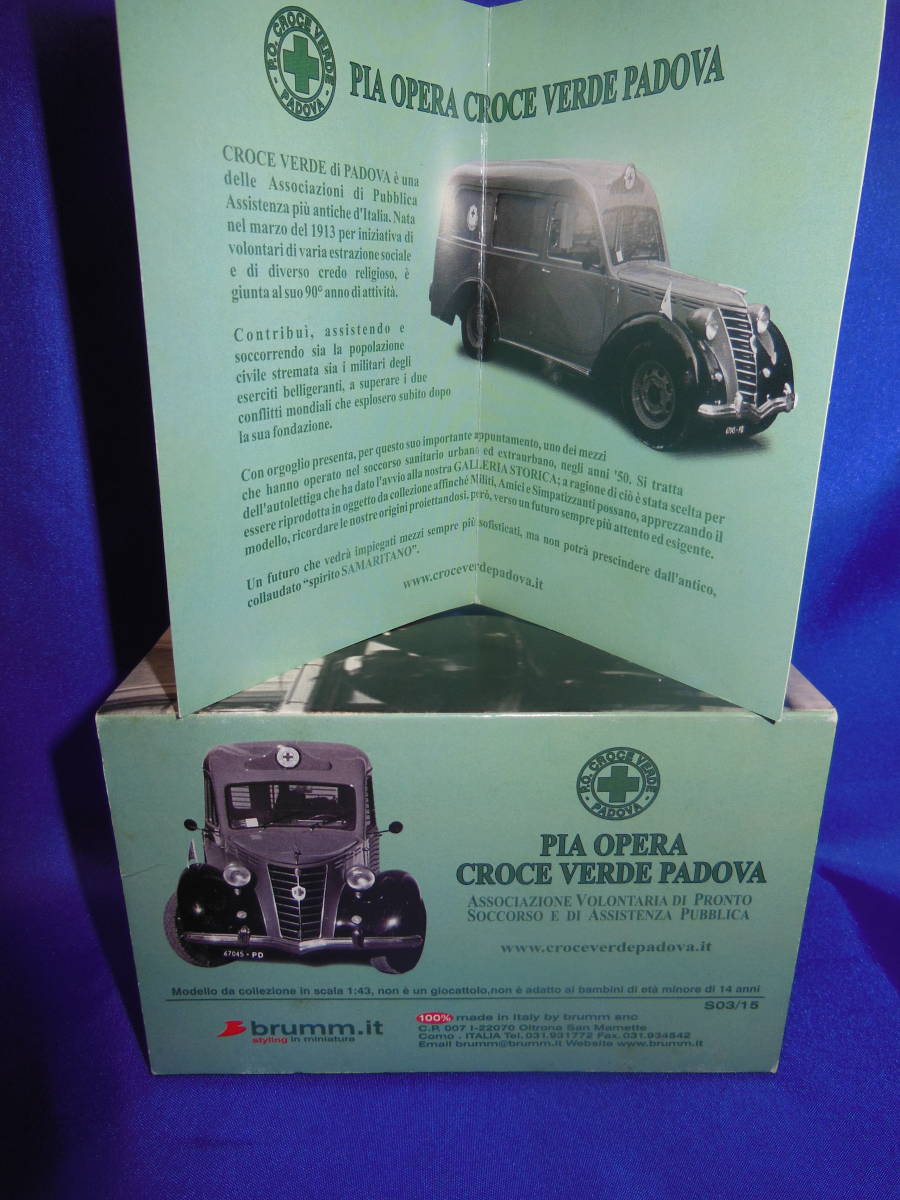 P.O. CROCE VERDE
PADOVA
PIA OPERA CROCE VERDE PADOVA
CROCE VERDE di PADOVA è una
delle Associazioni di Pubblica
Assistenza più antiche d'Italia. Nata
nel marzo del 1913 per iniziativa di
volontari di varia estrazione sociale
e di diverso credo religioso, è
giunta al suo 90° anno di attività.
Contribuì, assistendo e
soccorrendo sia la popolazione
civile stremata sia i militari degli
eserciti belligeranti, a superare i due
conflitti mondiali che esplosero subito dopo
la sua fondazione.
Con orgoglio presenta, per questo suo importante appuntamento, uno dei mezzi
che hanno operato nel soccorso sanitario urbano ed extraurbano, negli anni '50. Si tratta
dell'autolettiga che ha dato l'avvio alla nostra GALLERIA STORICA; a ragione di ciò è stata scelta per
essere riprodotta in oggetto da collezione affinché Militi, Amici e Simpatizzanti possano, apprezzando il
modello, ricordare le nostre origini proiettandosi, però, verso un futuro sempre più attento ed esigente.
Un futuro che vedrà impiegati mezzi sempre più sofisticati, ma non potrà prescindere dall'antico,
collaudato "spirito SAMARITANO".
www.croceverdepadova.it
P.O. CROCE VERDE
PADOVA
PIA OPERA
CROCE VERDE PADOVA
ASSOCIAZIONE VOLONTARIA DI PRONTO
SOCCORSO E DI ASSISTENZA PUBBLICA
www.croceverdepadova.it
67045 - PD
Modello da collezione in scala 1:43, non è un giocattolo,non è adatto ai bambini di età minore di 14 anni
S03/15
brumm.it
styling in miniature
100% made in Italy by brumm snc
C.P. 007 I-22070 Oltrona San Mamette
Como . ITALIA Tel. 031.931772 Fax. 031.934542
Email brumm@brumm.it Website www.brumm.it